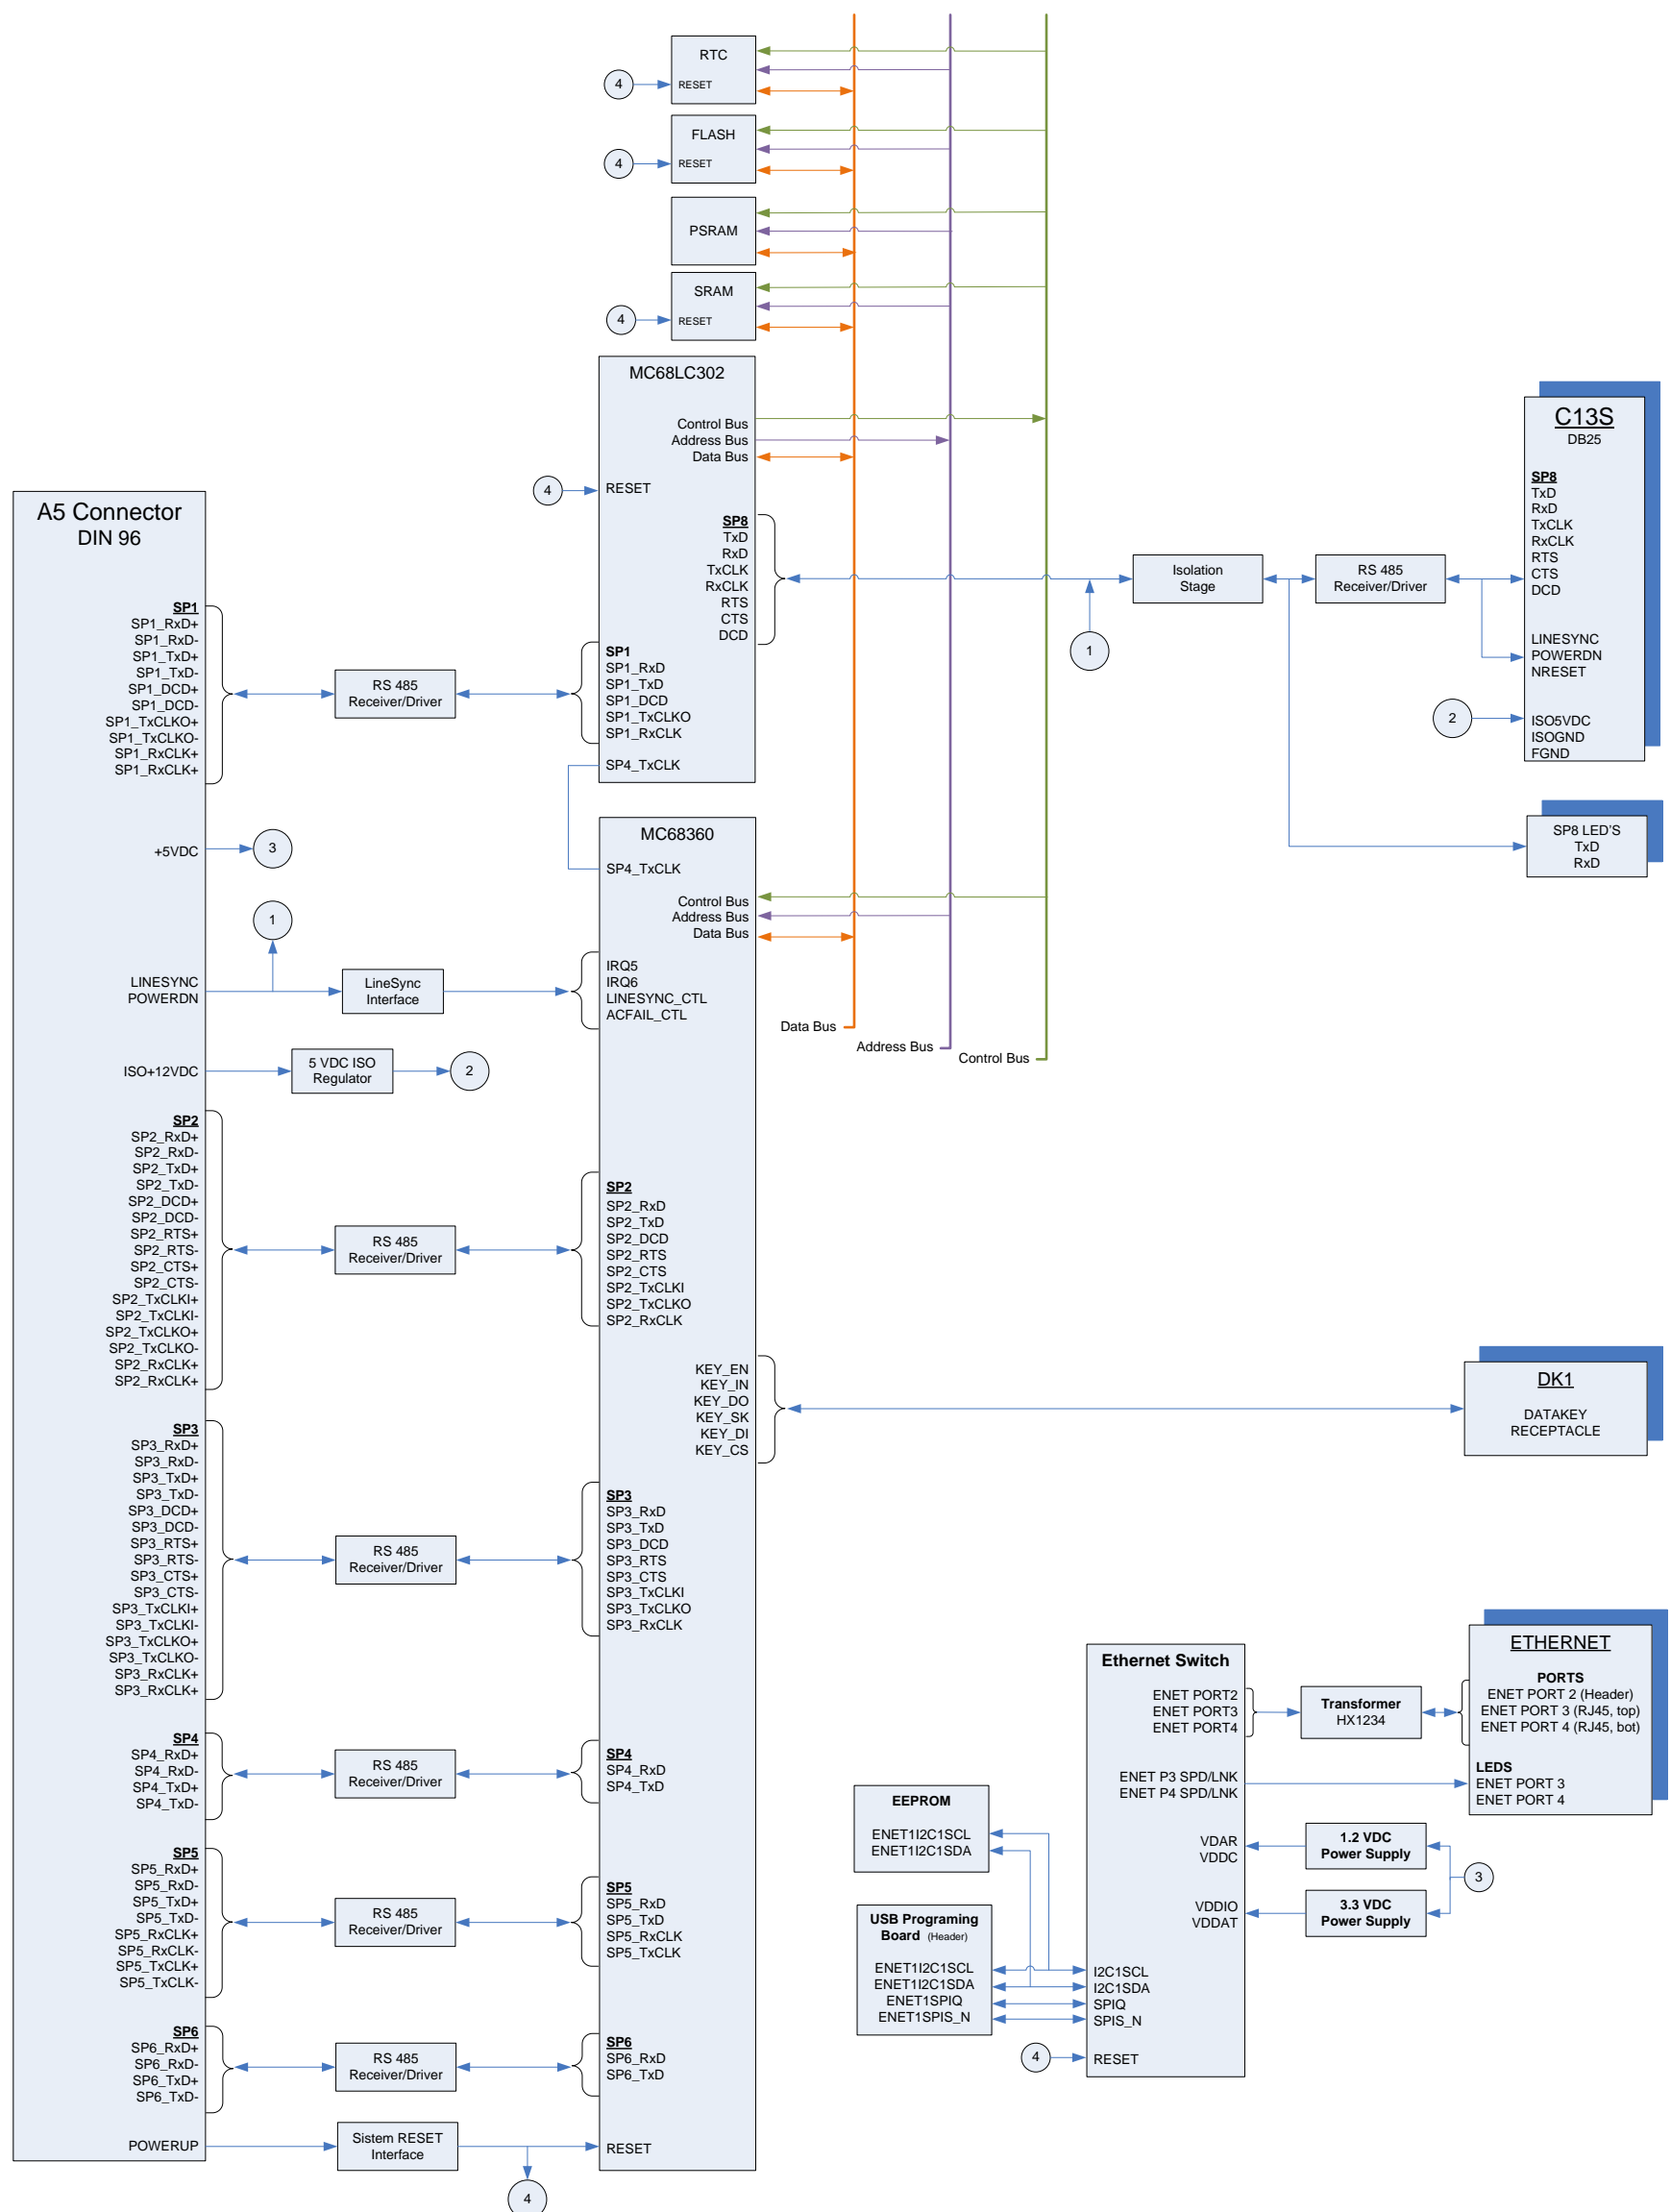 RTC
4
RESET
FLASH
4
RESET
PSRAM
SRAM
4
RESET
MC68LC302
Control Bus
Address Bus
Data Bus
4
RESET
SP8
TxD
RxD
TxCLK
RxCLK
RTS
CTS
DCD
SP1
SP1_RxD
SP1_TxD
SP1_DCD
SP1_TxCLKO
SP1_RxCLK
SP4_TxCLK
Isolation
Stage
RS 485
Receiver/Driver
1
C13S
DB25
SP8
TxD
RxD
TxCLK
RxCLK
RTS
CTS
DCD
LINESYNC
POWERDN
NRESET
2
ISO5VDC
ISOGND
FGND
SP8 LED'S
TxD
RxD
A5 Connector
DIN 96
SP1
SP1_RxD+
SP1_RxD-
SP1_TxD+
SP1_TxD-
SP1_DCD+
SP1_DCD-
SP1_TxCLKO+
SP1_TxCLKO-
SP1_RxCLK+
SP1_RxCLK+
RS 485
Receiver/Driver
+5VDC
3
1
LINESYNC
POWERDN
LineSync
Interface
ISO+12VDC
5 VDC ISO
Regulator
2
SP2
SP2_RxD+
SP2_RxD-
SP2_TxD+
SP2_TxD-
SP2_DCD+
SP2_DCD-
SP2_RTS+
SP2_RTS-
SP2_CTS+
SP2_CTS-
SP2_TxCLKI+
SP2_TxCLKI-
SP2_TxCLKO+
SP2_TxCLKO-
SP2_RxCLK+
SP2_RxCLK+
RS 485
Receiver/Driver
SP3
SP3_RxD+
SP3_RxD-
SP3_TxD+
SP3_TxD-
SP3_DCD+
SP3_DCD-
SP3_RTS+
SP3_RTS-
SP3_CTS+
SP3_CTS-
SP3_TxCLKI+
SP3_TxCLKI-
SP3_TxCLKO+
SP3_TxCLKO-
SP3_RxCLK+
SP3_RxCLK+
RS 485
Receiver/Driver
SP4
SP4_RxD+
SP4_RxD-
SP4_TxD+
SP4_TxD-
RS 485
Receiver/Driver
SP5
SP5_RxD+
SP5_RxD-
SP5_TxD+
SP5_TxD-
SP5_RxCLK+
SP5_RxCLK-
SP5_TxCLK+
SP5_TxCLK-
RS 485
Receiver/Driver
SP6
SP6_RxD+
SP6_RxD-
SP6_TxD+
SP6_TxD-
RS 485
Receiver/Driver
POWERUP
Sistem RESET
Interface
4
MC68360
SP4_TxCLK
Control Bus
Address Bus
Data Bus
IRQ5
IRQ6
LINESYNC_CTL
ACFAIL_CTL
Data Bus
Address Bus
Control Bus
SP2
SP2_RxD
SP2_TxD
SP2_DCD
SP2_RTS
SP2_CTS
SP2_TxCLKI
SP2_TxCLKO
SP2_RxCLK
KEY_EN
KEY_IN
KEY_DO
KEY_SK
KEY_DI
KEY_CS
SP3
SP3_RxD
SP3_TxD
SP3_DCD
SP3_RTS
SP3_CTS
SP3_TxCLKI
SP3_TxCLKO
SP3_RxCLK
SP4
SP4_RxD
SP4_TxD
SP5
SP5_RxD
SP5_TxD
SP5_RxCLK
SP5_TxCLK
SP6
SP6_RxD
SP6_TxD
RESET
DK1
DATAKEY
RECEPTACLE
Ethernet Switch
ENET PORT2
ENET PORT3
ENET PORT4
ENET P3 SPD/LNK
ENET P4 SPD/LNK
VDAR
VDDC
VDDIO
VDDAT
I2C1SCL
I2C1SDA
SPIQ
SPIS_N
4
RESET
Transformer
HX1234
ETHERNET
PORTS
ENET PORT 2 (Header)
ENET PORT 3 (RJ45, top)
ENET PORT 4 (RJ45, bot)
LEDS
ENET PORT 3
ENET PORT 4
1.2 VDC
Power Supply
3
3.3 VDC
Power Supply
EEPROM
ENET1I2C1SCL
ENET1I2C1SDA
USB Programing
Board (Header)
ENET1I2C1SCL
ENET1I2C1SDA
ENET1SPIQ
ENET1SPIS_N